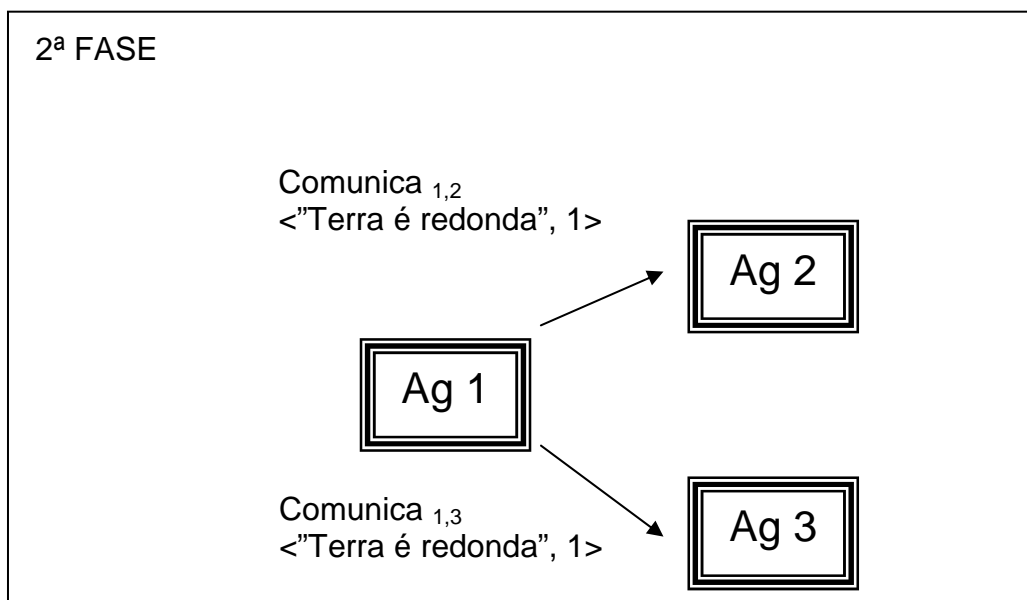 2ª FASE
Comunica 1,2
<”Terra é redonda”, 1>
Ag 2
Ag 1
Comunica 1,3
<”Terra é redonda”, 1>
Ag 3